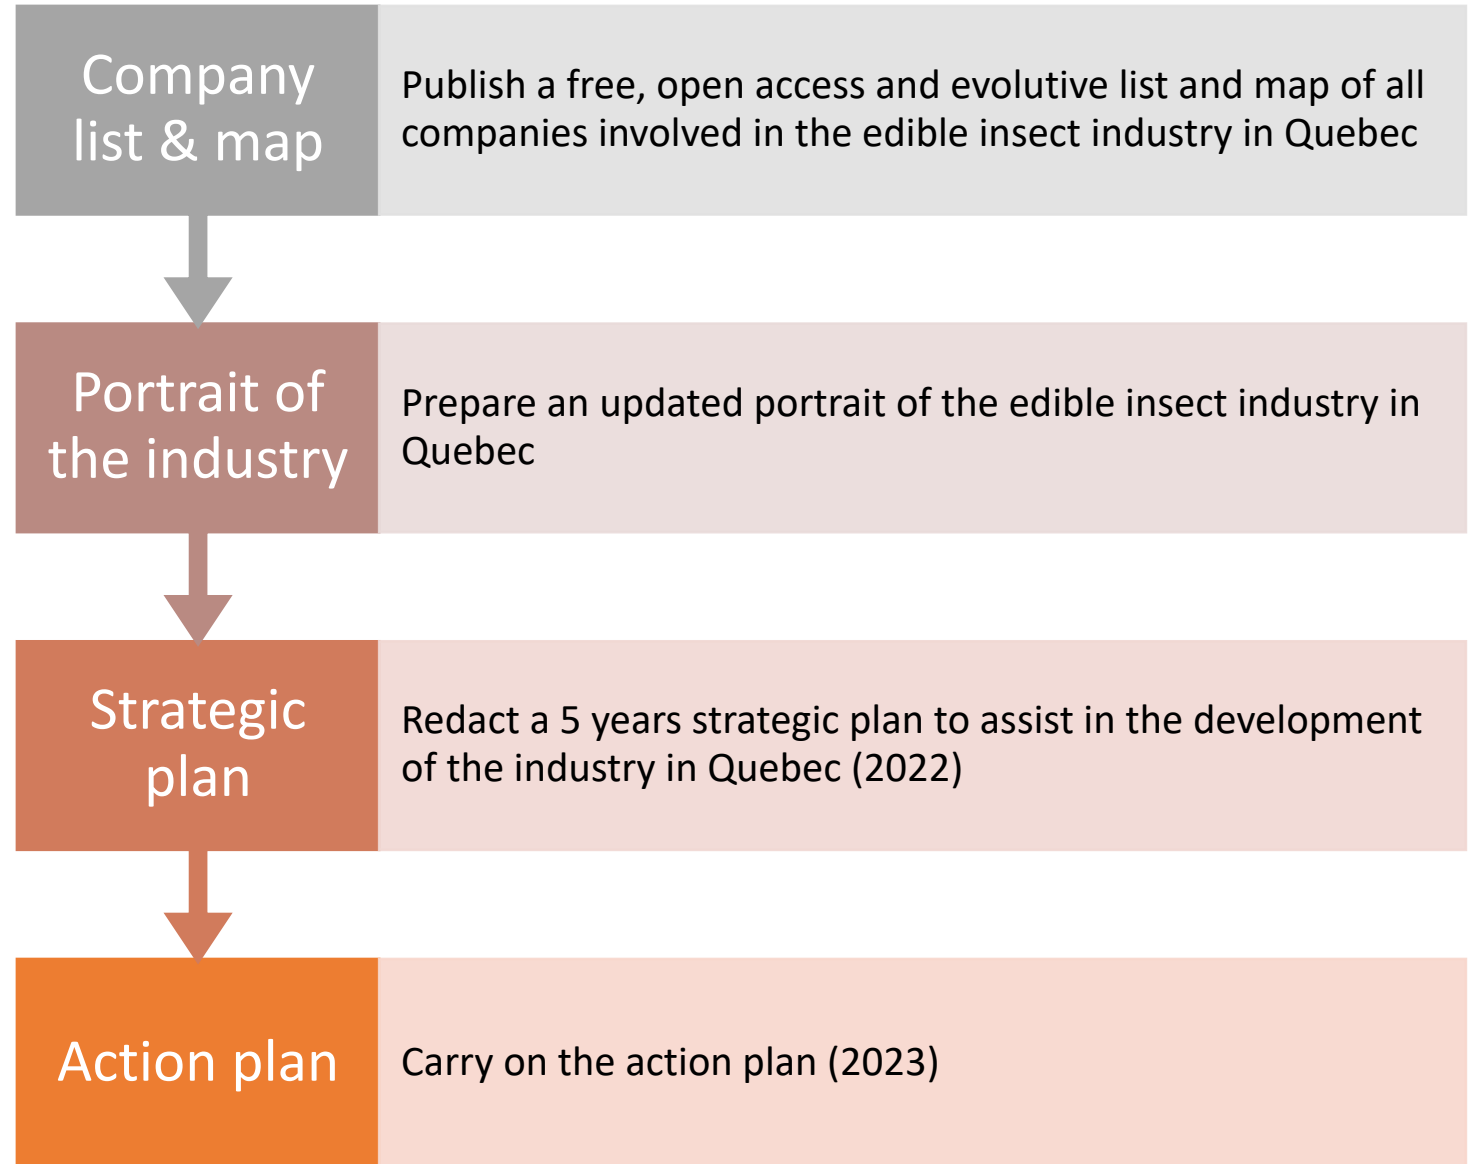 Company
list & map
Publish a free, open access and evolutive list and map of all
companies involved in the edible insect industry in Quebec
Portrait of
the industry
Prepare an updated portrait of the edible insect industry in
Quebec
Strategic
plan
Redact a 5 years strategic plan to assist in the development
of the industry in Quebec (2022)
Action plan
Carry on the action plan (2023)